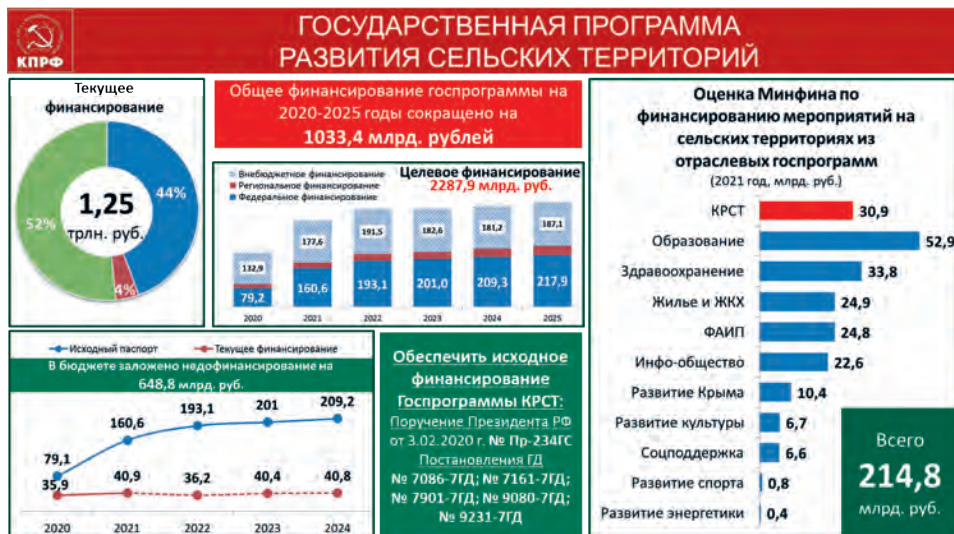 КПРФ
ГОСУДАРСТВЕННАЯ ПРОГРАММА
РАЗВИТИЯ СЕЛЬСКИХ ТЕРРИТОРИЙ
Текущее
финансирование
52%
44%
4%
1,25
трлн. руб.
Общее финансирование госпрограммы на
2020-2025 годы сокращено на
1033,4 млрд. рублей
Внебюджетное финансирование
Региональное финансирование
Федеральное финансирование
Целевое финансирование
2287,9 млрд. руб.
132,9
177,6
191,5
182,6
181,2
187,1
79,2
160,6
193,1
201,0
209,3
217,9
2020
2021
2022
2023
2024
2025
Исходный паспорт
Текущее финансирование
В бюджете заложено недофинансирование на
648,8 млрд. руб.
79,1
160,6
193,1
201
209,2
35,9
40,9
36,2
40,4
40,8
2020
2021
2022
2023
2024
Обеспечить исходное
финансирование
Госпрограммы КРСТ:
Поручение Президента РФ
от 3.02.2020 г. № Пр-234ГС
Постановления ГД
№ 7086-7ГД; № 7161-7ГД;
№ 7901-7ГД; № 9080-7ГД;
№ 9231-7ГД
Оценка Минфина по
финансированию мероприятий на
сельских территориях из
отраслевых госпрограмм
(2021 год, млрд. руб.)
КРСТ 30,9
Образование 52,9
Здравоохранение 33,8
Жилье и ЖКХ 24,9
ФАИП 24,8
Инфо-общество 22,6
Развитие Крыма 10,4
Развитие культуры 6,7
Соцподдержка 6,6
Развитие спорта 0,8
Развитие энергетики 0,4
Всего
214,8
млрд. руб.